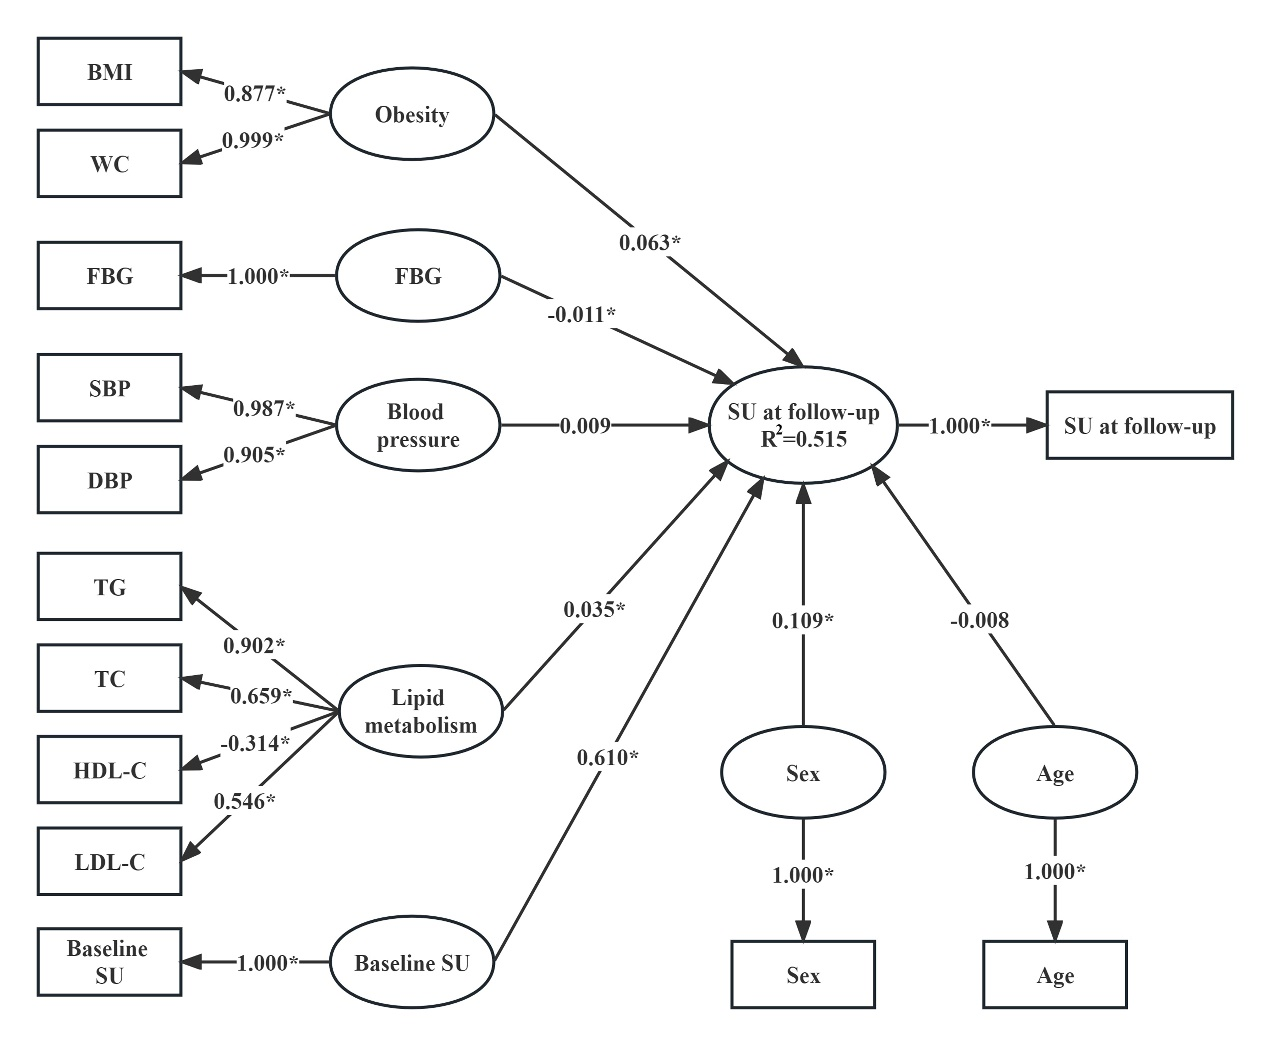 BMI
0.877*
Obesity
WC
0.999*
0.063*
FBG
1.000*
FBG
-0.011*
SBP
0.987*
Blood
pressure
0.009
DBP
0.905*
SU at follow-up
R²=0.515
1.000*
SU at follow-up
TG
0.902*
TC
0.659*
Lipid
metabolism
0.035*
HDL-C
-0.314*
LDL-C
0.546*
0.610*
0.109*
-0.008
Sex
Age
1.000*
1.000*
Baseline
SU
1.000*
Baseline SU
Sex
Age